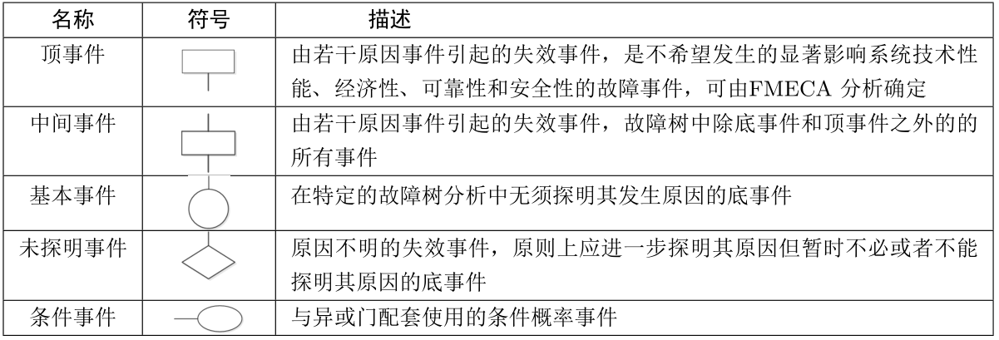 名称 符号 描述
顶事件 由若干原因事件引起的失效事件，是不希望发生的显著影响系统技术性
能、经济性、可靠性和安全性的故障事件，可由FMECA 分析确定
中间事件 由若干原因事件引起的失效事件，故障树中除底事件和顶事件之外的的
所有事件
基本事件 在特定的故障树分析中无须探明其发生原因的底事件
未探明事件 原因不明的失效事件，原则上应进一步探明其原因但暂时不必或者不能
探明其原因的底事件
条件事件 与异或门配套使用的条件概率事件